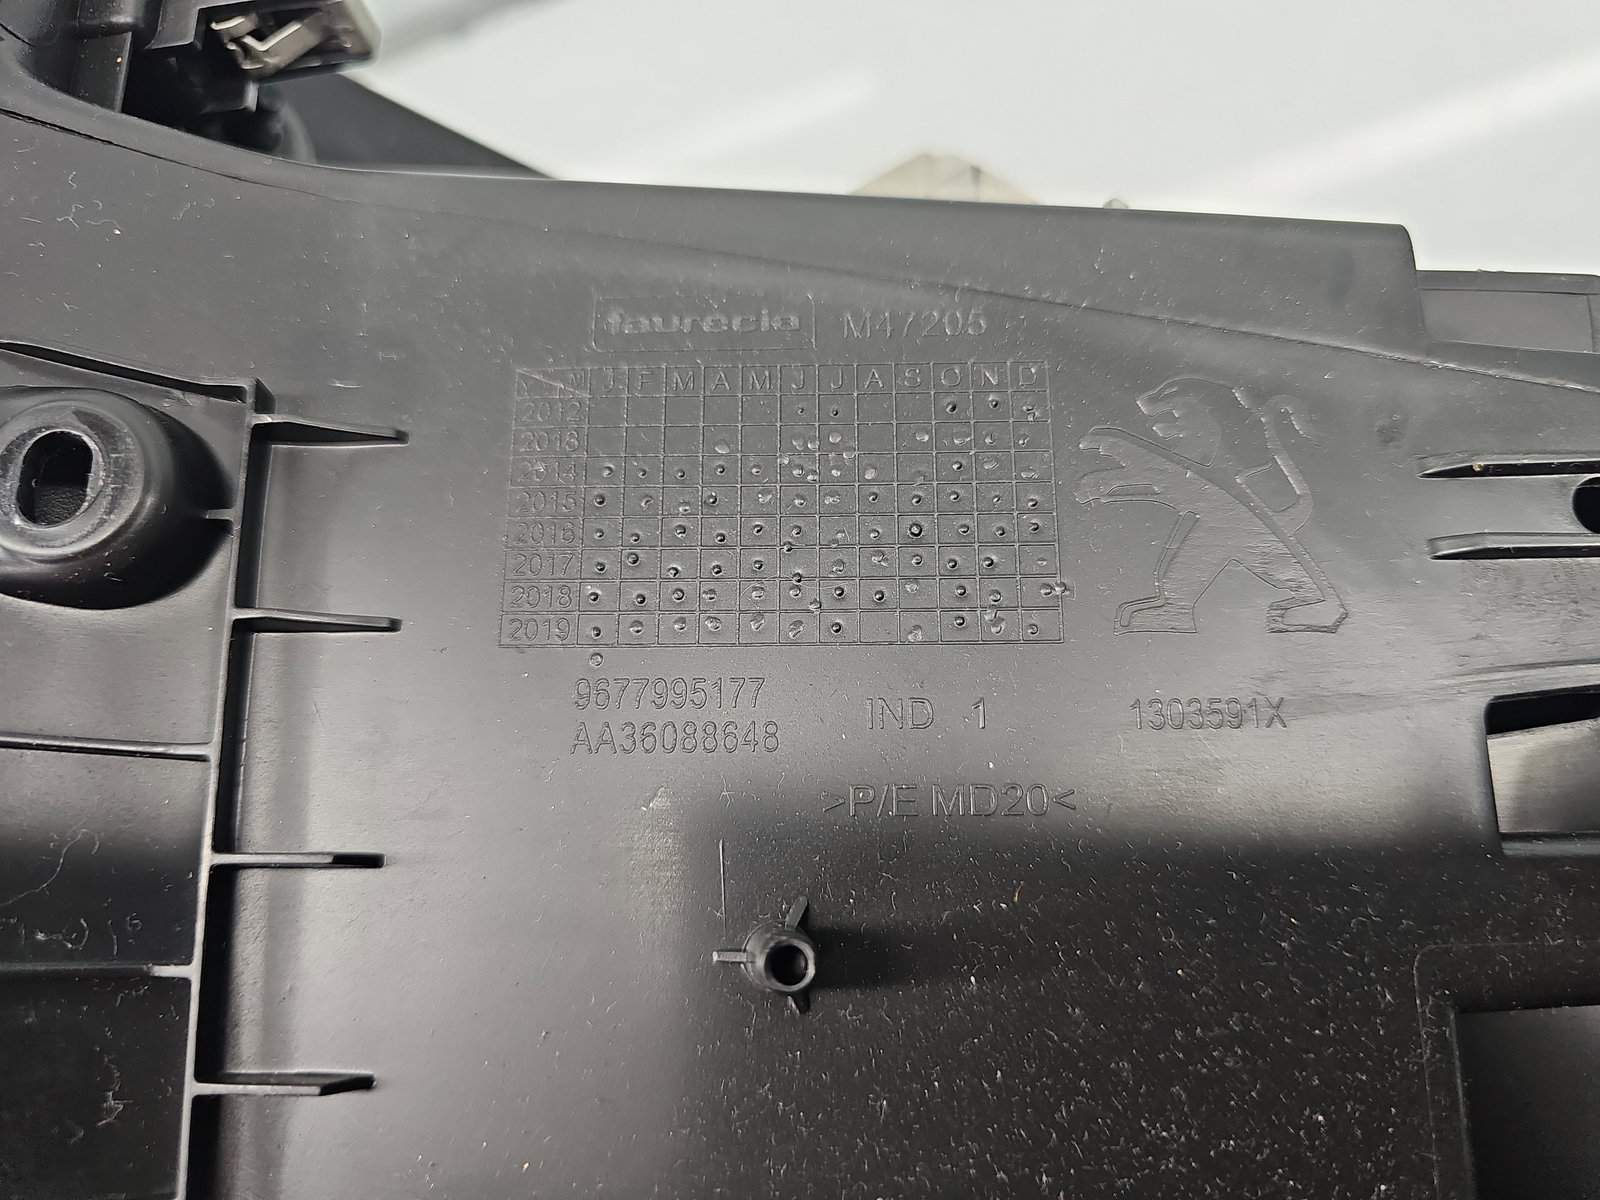 faurecia M47205
Y M J F M A M J J A S O N D
2012
2013
2014
2015
2016
2017
2018
2019
9677995177
AA36088648
IND 1
1303591X
>P/E MD20<